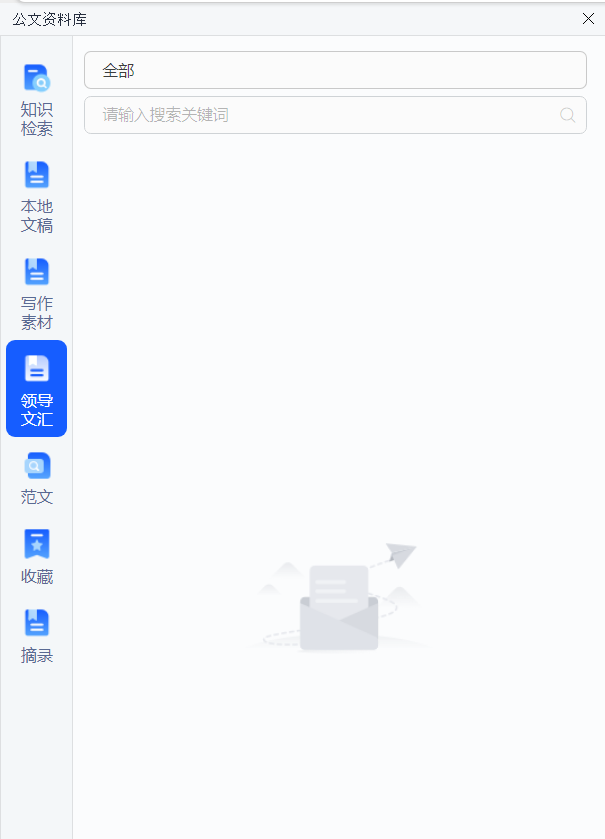 公文资料库
全部
请输入搜索关键词
知识
检索
本地
文稿
写作
素材
领导
文汇
范文
收藏
摘录